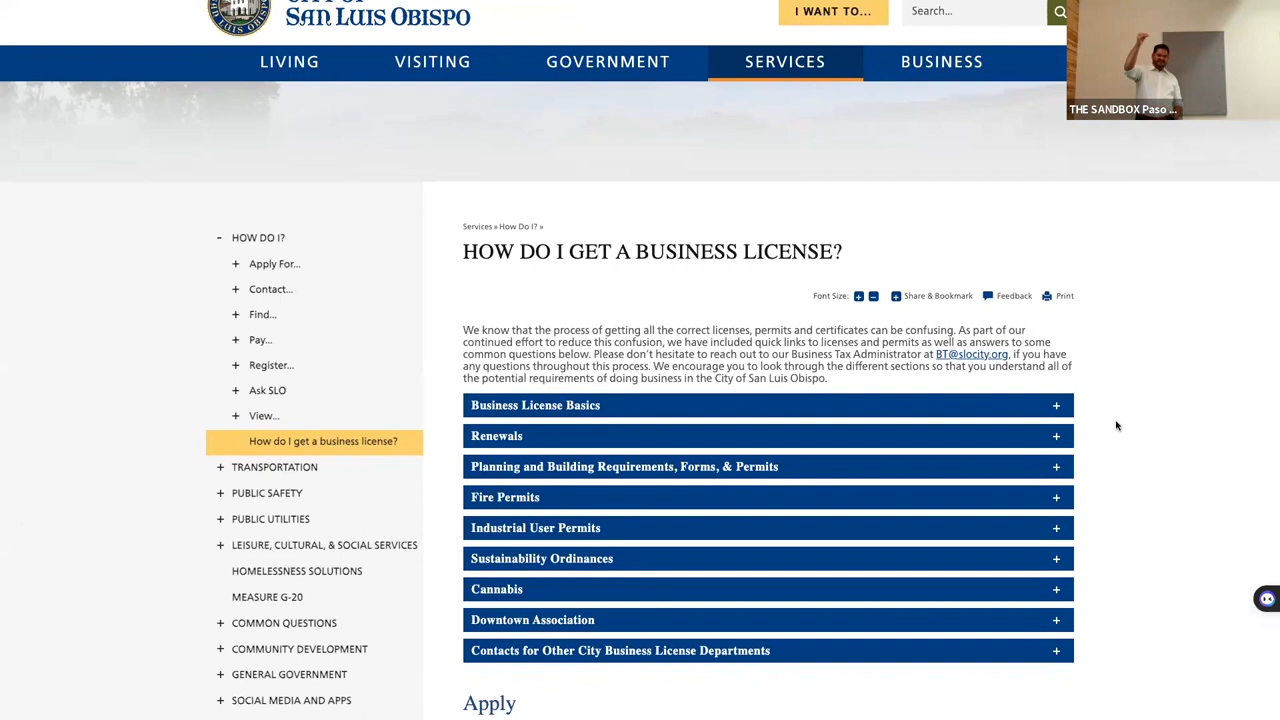 SAN LUIS OBISPO
I WANT TO...
Search...
LIVING
VISITING
GOVERNMENT
SERVICES
BUSINESS
THE SANDBOX Paso ...
- HOW DO I?
+ Apply For...
+ Contact...
+ Find...
+ Pay...
+ Register...
+ Ask SLO
+ View...
How do I get a business license?
+ TRANSPORTATION
+ PUBLIC SAFETY
+ PUBLIC UTILITIES
+ LEISURE, CULTURAL, & SOCIAL SERVICES
HOMELESSNESS SOLUTIONS
MEASURE G-20
+ COMMON QUESTIONS
+ COMMUNITY DEVELOPMENT
+ GENERAL GOVERNMENT
+ SOCIAL MEDIA AND APPS
Services » How Do I? »
HOW DO I GET A BUSINESS LICENSE?
Font Size: + - + Share & Bookmark Feedback Print
We know that the process of getting all the correct licenses, permits and certificates can be confusing. As part of our
continued effort to reduce this confusion, we have included quick links to licenses and permits as well as answers to some
common questions below. Please don't hesitate to reach out to our Business Tax Administrator at BT@slocity.org, if you have
any questions throughout this process. We encourage you to look through the different sections so that you understand all of
the potential requirements of doing business in the City of San Luis Obispo.
Business License Basics +
Renewals +
Planning and Building Requirements, Forms, & Permits +
Fire Permits +
Industrial User Permits +
Sustainability Ordinances +
Cannabis +
Downtown Association +
Contacts for Other City Business License Departments +
Apply